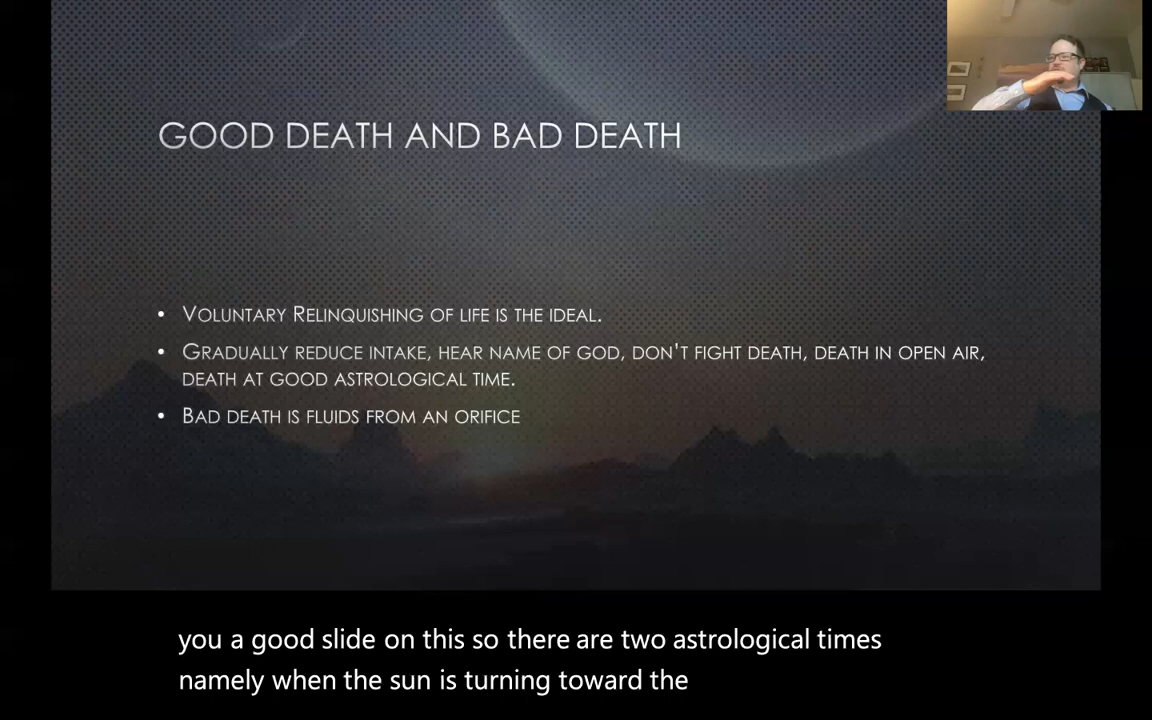 GOOD DEATH AND BAD DEATH
• VOLUNTARY RELINQUISHING OF LIFE IS THE IDEAL.
• GRADUALLY REDUCE INTAKE, HEAR NAME OF GOD, DON'T FIGHT DEATH, DEATH IN OPEN AIR,
DEATH AT GOOD ASTROLOGICAL TIME.
• BAD DEATH IS FLUIDS FROM AN ORIFICE
you a good slide on this so there are two astrological times
namely when the sun is turning toward the